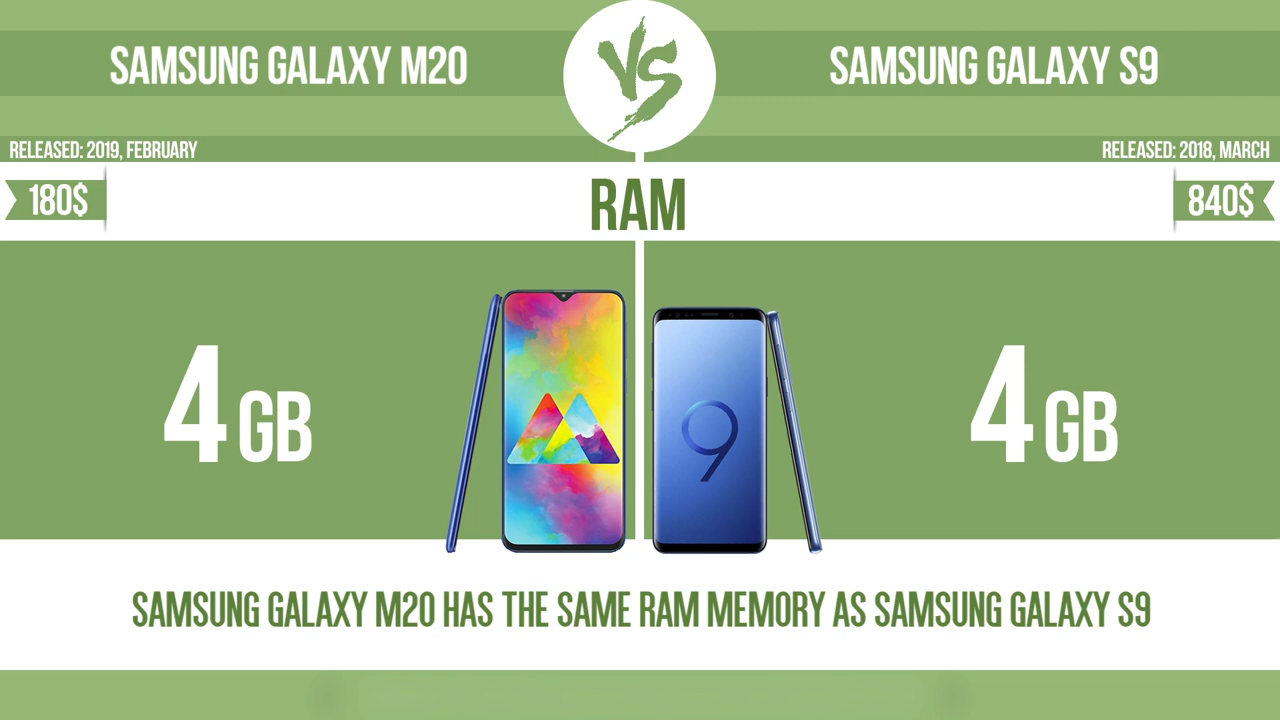 SAMSUNG GALAXY M20
VS
SAMSUNG GALAXY S9
RELEASED: 2019, FEBRUARY
RELEASED: 2018, MARCH
180$
RAM
840$
4 GB
9
4 GB
SAMSUNG GALAXY M20 HAS THE SAME RAM MEMORY AS SAMSUNG GALAXY S9